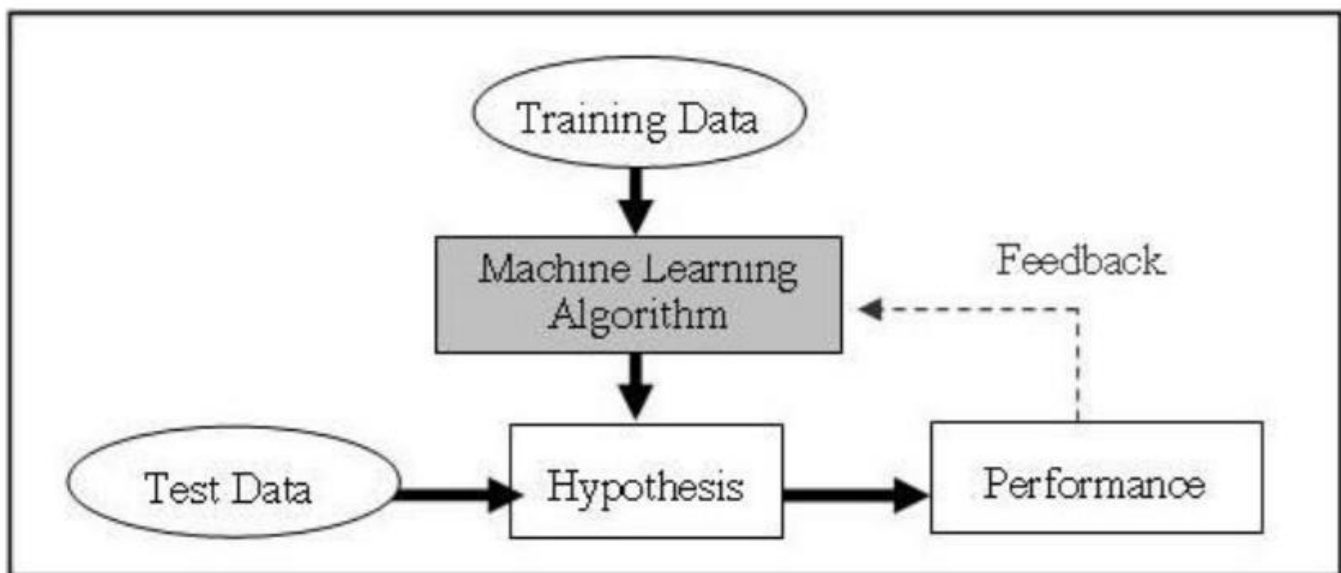 Training Data
Machine Learning
Algorithm
Feedback
Test Data
Hypothesis
Performance